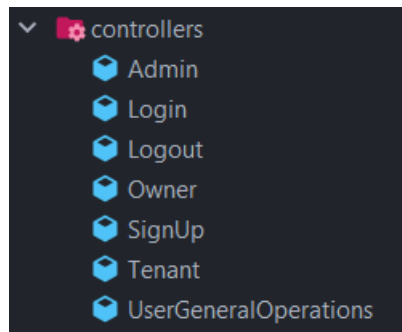 controllers
Admin
Login
Logout
Owner
SignUp
Tenant
UserGeneralOperations